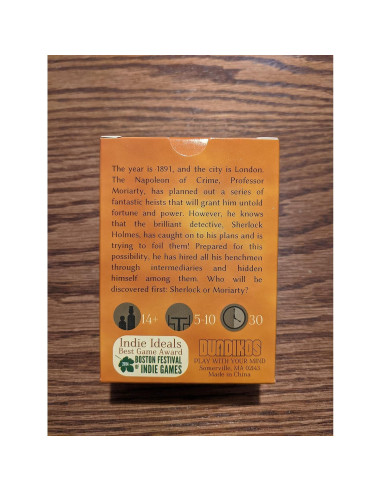 The year is 1891, and the city is London.
The Napoleon of Crime, Professor
Moriarty, has planned out a series of
fantastic heists that will grant him untold
fortune and power. However, he knows
that the brilliant detective, Sherlock
Holmes, has caught on to his plans and is
trying to foil them! Prepared for this
possibility, he has hired all his henchmen
through intermediaries and hidden
himself among them. Who will be
discovered first: Sherlock or Moriarty?
14+ 5-10 30
Indie Ideals
Best Game Award
BOSTON FESTIVAL
OF INDIE GAMES
DVADIKOS
PLAY WITH YOUR MIND
Somerville, MA
Made in China